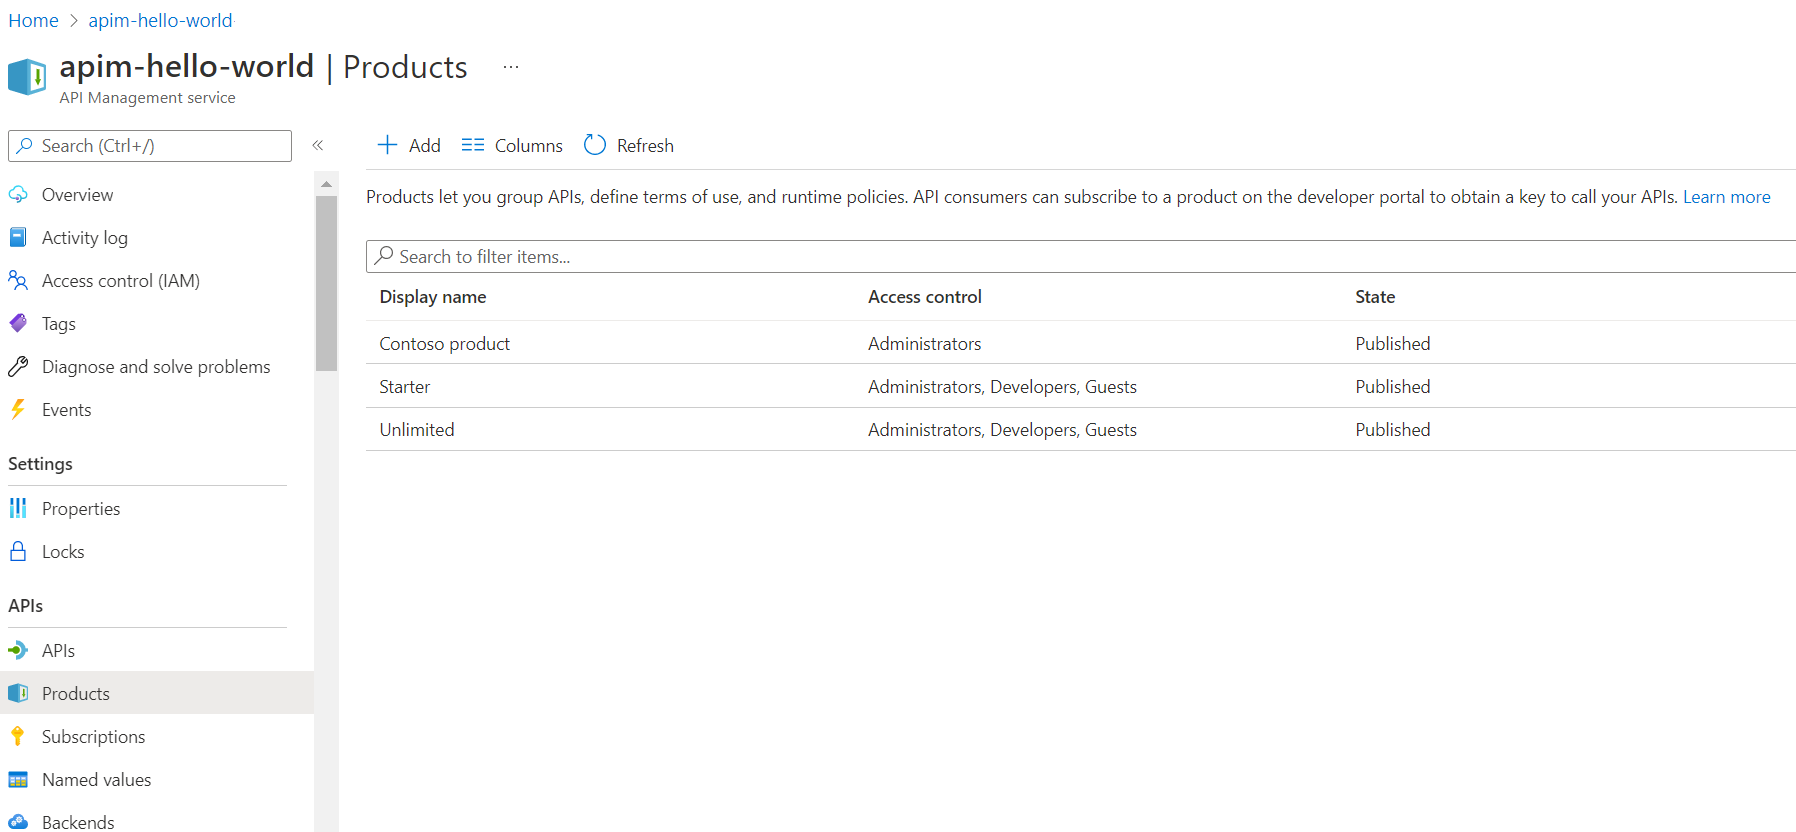 Home > apim-hello-world
apim-hello-world | Products ...
API Management service
Search (Ctrl+/) «
Overview
Activity log
Access control (IAM)
Tags
Diagnose and solve problems
Events
Settings
Properties
Locks
APIs
APIs
Products
Subscriptions
Named values
Backends
+ Add Columns Refresh
Products let you group APIs, define terms of use, and runtime policies. API consumers can subscribe to a product on the developer portal to obtain a key to call your APIs. Learn more
Search to filter items...
Display name Access control State
Contoso product Administrators Published
Starter Administrators, Developers, Guests Published
Unlimited Administrators, Developers, Guests Published